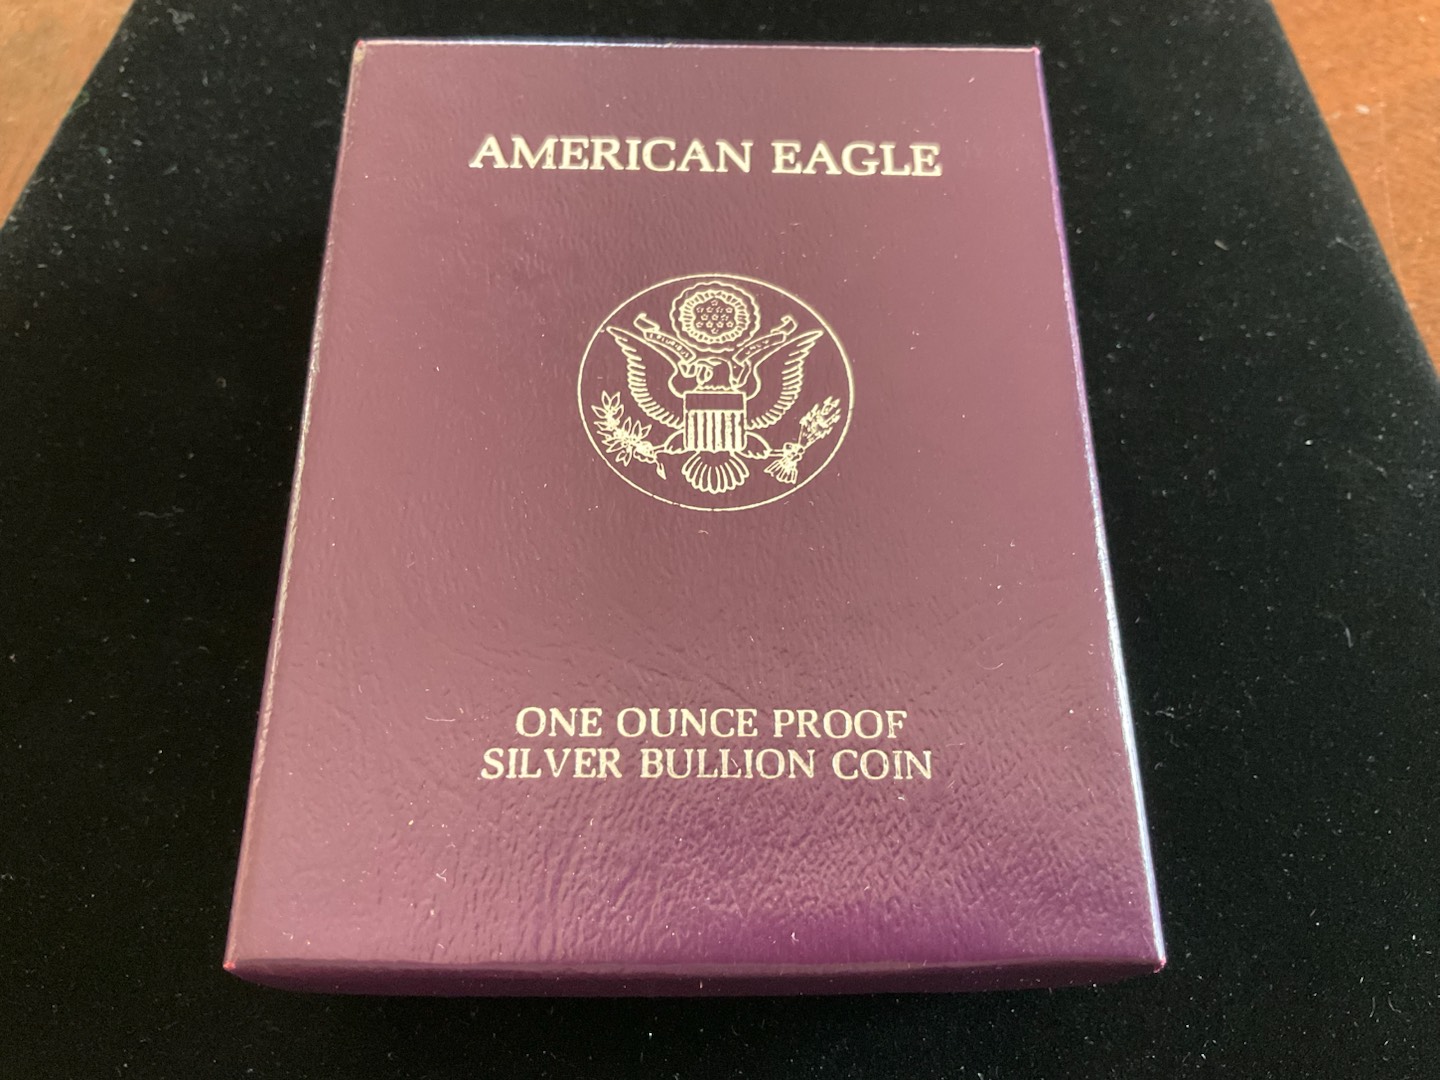 AMERICAN EAGLE
ONE OUNCE PROOF
SILVER BULLION COIN